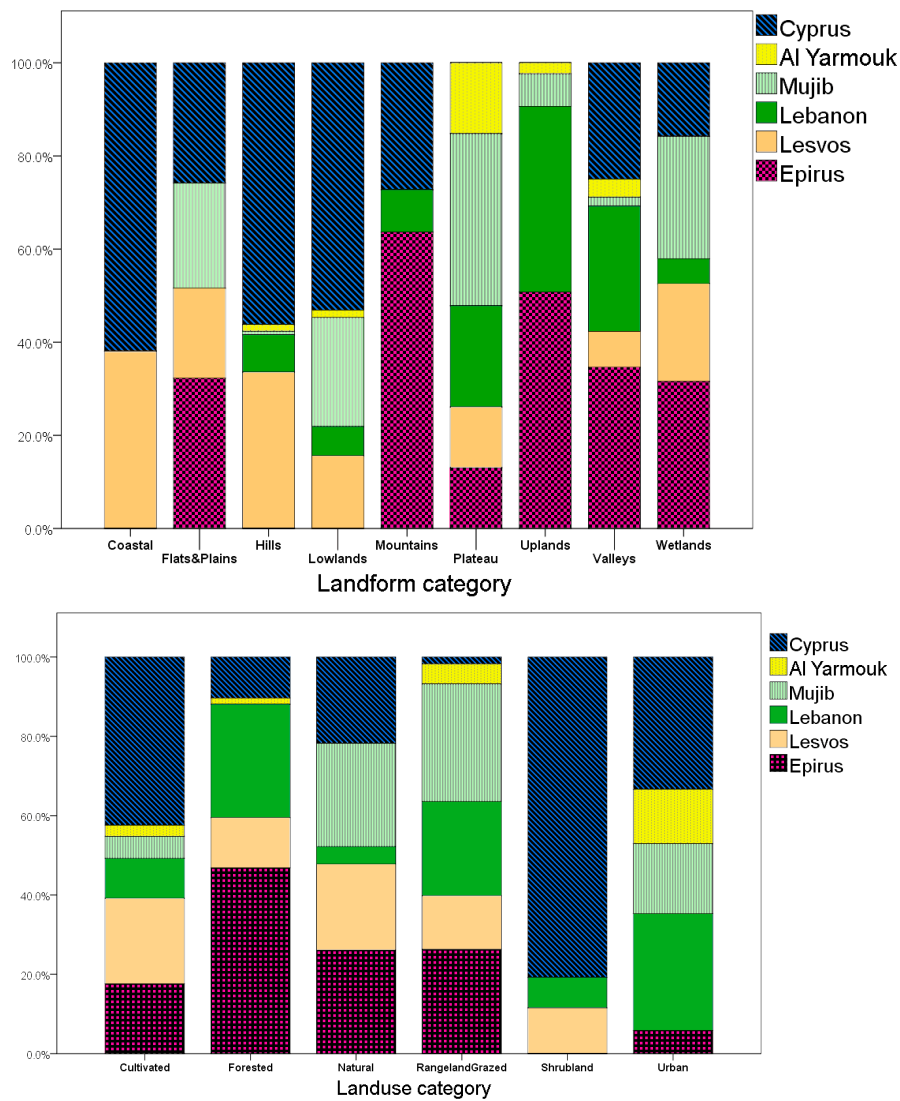 Cyprus
Al Yarmouk
Mujib
Lebanon
Lesvos
Epirus
100.0%
80.0%
60.0%
40.0%
20.0%
0.0%
Coastal
Flats&Plains
Hills
Lowlands
Mountains
Plateau
Uplands
Valleys
Wetlands
Landform category
Cyprus
Al Yarmouk
Mujib
Lebanon
Lesvos
Epirus
100.0%
80.0%
60.0%
40.0%
20.0%
0.0%
Cultivated
Forested
Natural
RangelandGrazed
Shrubland
Urban
Landuse category